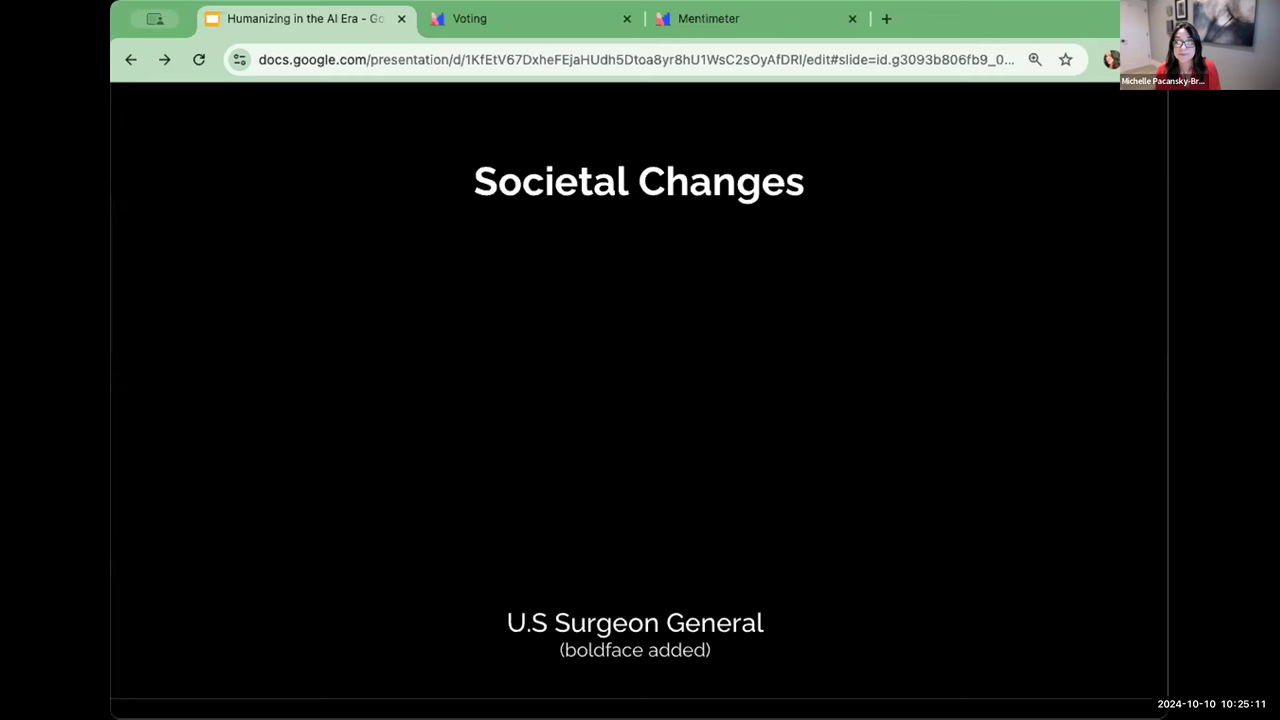 Humanizing in the AI Era - Go
Voting
Mentimeter
docs.google.com/presentation/d/1KfEtV67DxheFEjaHUdh5Dtoa8yr8hU1WsC2sOyAfDRI/edit#slide=id.g3093b806fb9_0...
Michelle Pacansky-Br...
Societal Changes
U.S Surgeon General
(boldface added)
2024-10-10 10:25:11